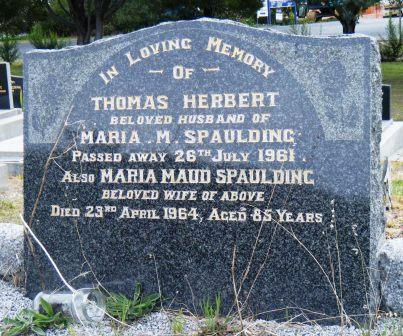 In Loving Memory
Of
Thomas Herbert
Beloved Husband of
Maria . M. Spaulding
Passed away 26th July 1961.
Also Maria Maud Spaulding
Beloved Wife of Above
Died 23rd April 1964, Aged 85 Years